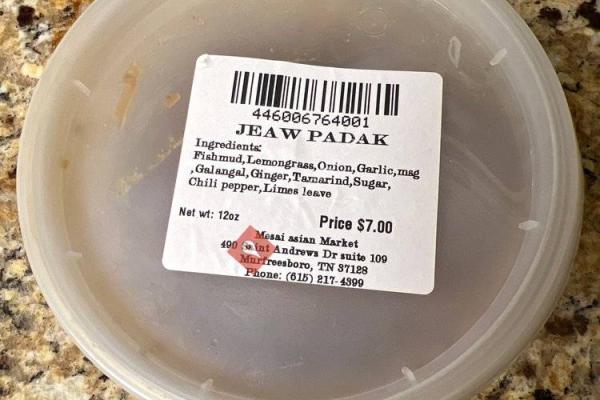 446006764001
JEAW PADAK
Ingredients:
Fishmud,Lemongrass,Onion,Garlic,msg
,Galangal,Ginger,Tamarind,Sugar,
Chili pepper,Limes leave
Net wt: 12oz
Price $7.00
Mesai asian Market
490 Saint Andrews Dr suite 109
Murfreesboro, TN 37128
Phone: (615) 217-4399